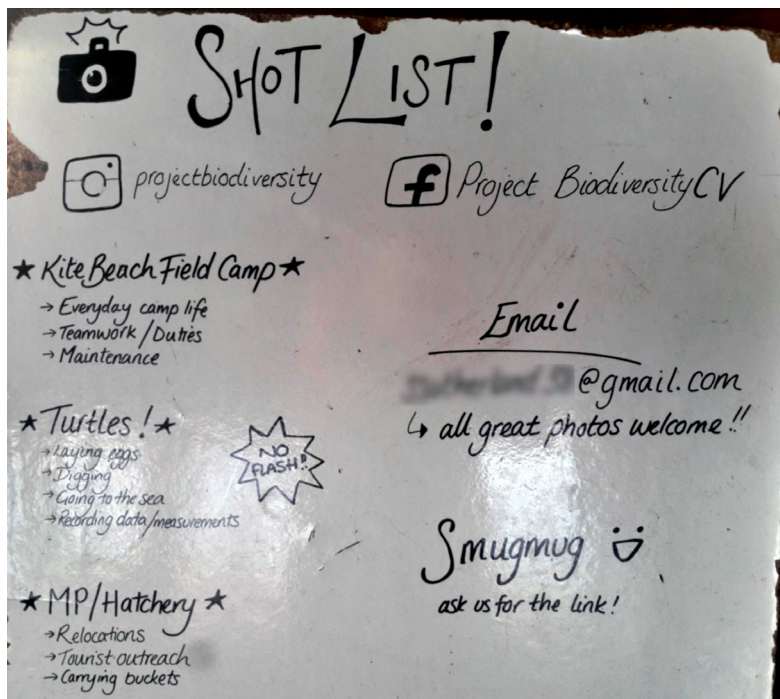 SHOT LIST!
projectbiodiversity
Project BiodiversityCV
★ Kite Beach Field Camp ★
→ Everyday camp life
→ Teamwork/Duties
→ Maintenance
★ Turtles! ★
→ Laying eggs
→ Digging
→ Going to the sea
→ Recording data/measurements
NO
FLASH!!
★ MP/Hatchery ★
→ Relocations
→ Tourist outreach
→ Carrying buckets
Email
@gmail.com
↳ all great photos welcome!!
Smugmug
ask us for the link!